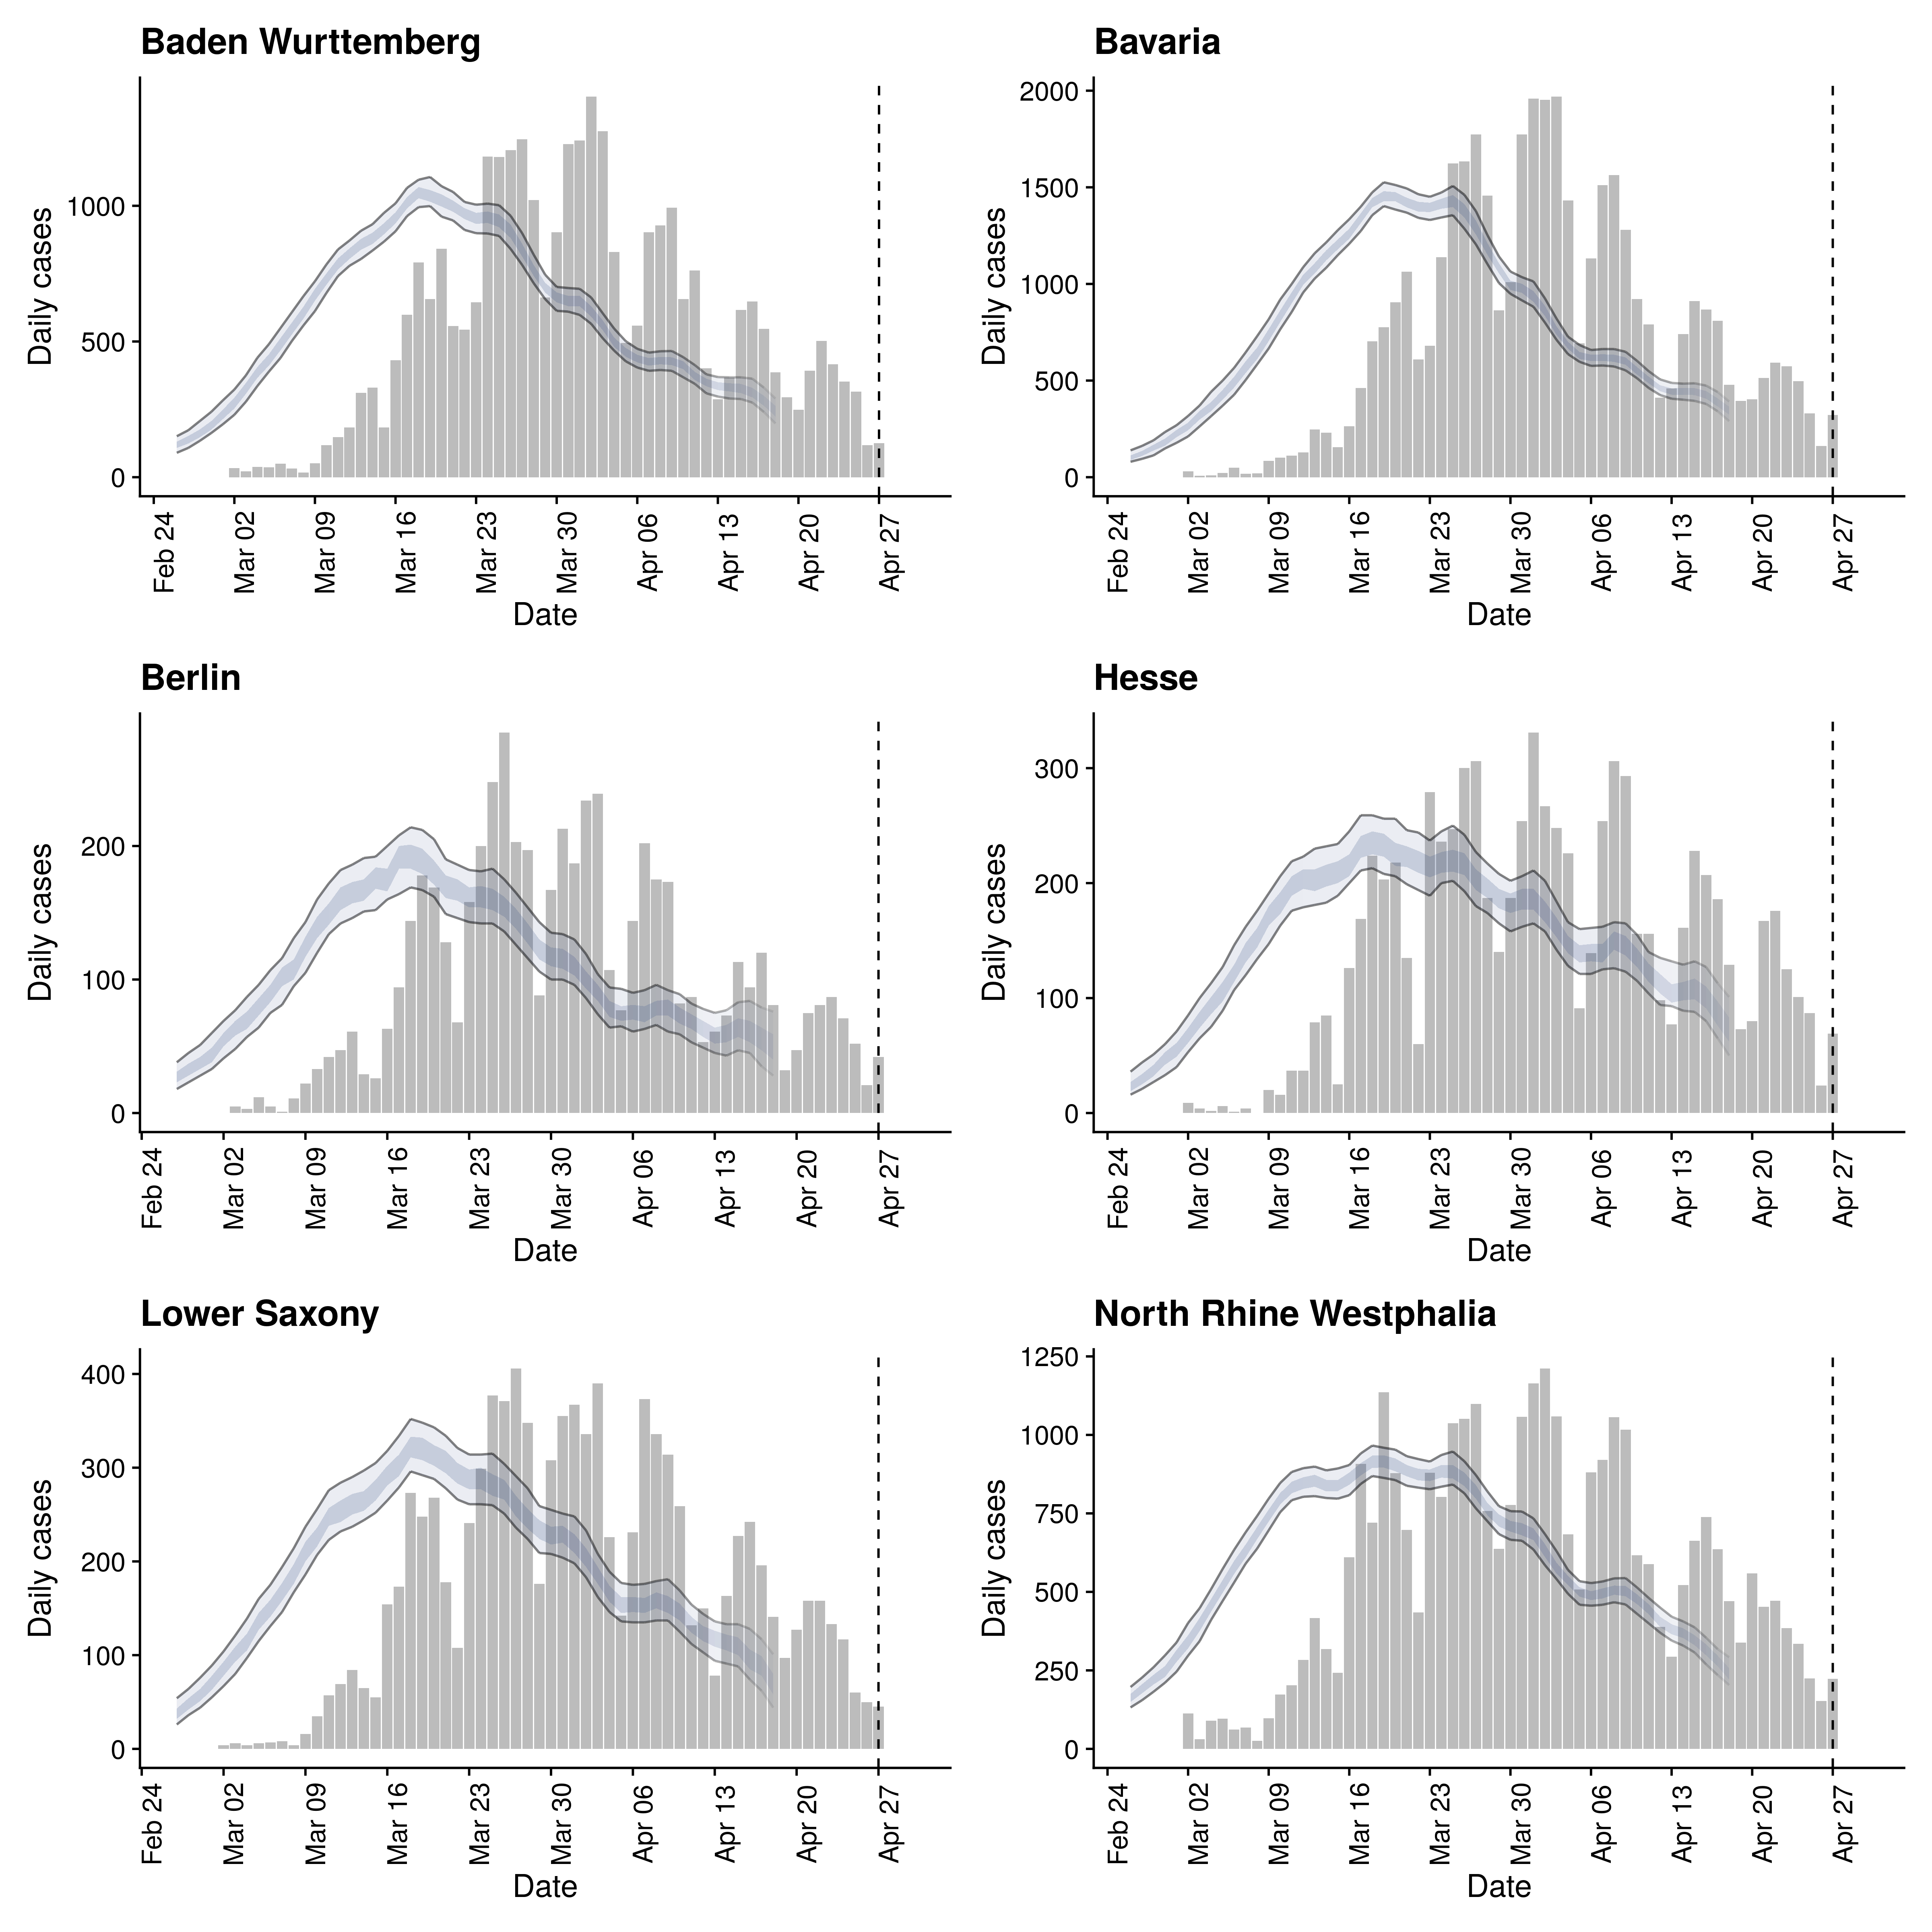 Baden Wurttemberg
Daily cases
1000
500
0
Feb 24
Mar 02
Mar 09
Mar 16
Mar 23
Mar 30
Apr 06
Apr 13
Apr 20
Apr 27
Date
Bavaria
Daily cases
2000
1500
1000
500
0
Feb 24
Mar 02
Mar 09
Mar 16
Mar 23
Mar 30
Apr 06
Apr 13
Apr 20
Apr 27
Date
Berlin
Daily cases
200
100
0
Feb 24
Mar 02
Mar 09
Mar 16
Mar 23
Mar 30
Apr 06
Apr 13
Apr 20
Apr 27
Date
Hesse
Daily cases
300
200
100
0
Feb 24
Mar 02
Mar 09
Mar 16
Mar 23
Mar 30
Apr 06
Apr 13
Apr 20
Apr 27
Date
Lower Saxony
Daily cases
400
300
200
100
0
Feb 24
Mar 02
Mar 09
Mar 16
Mar 23
Mar 30
Apr 06
Apr 13
Apr 20
Apr 27
Date
North Rhine Westphalia
Daily cases
1250
1000
750
500
250
0
Feb 24
Mar 02
Mar 09
Mar 16
Mar 23
Mar 30
Apr 06
Apr 13
Apr 20
Apr 27
Date